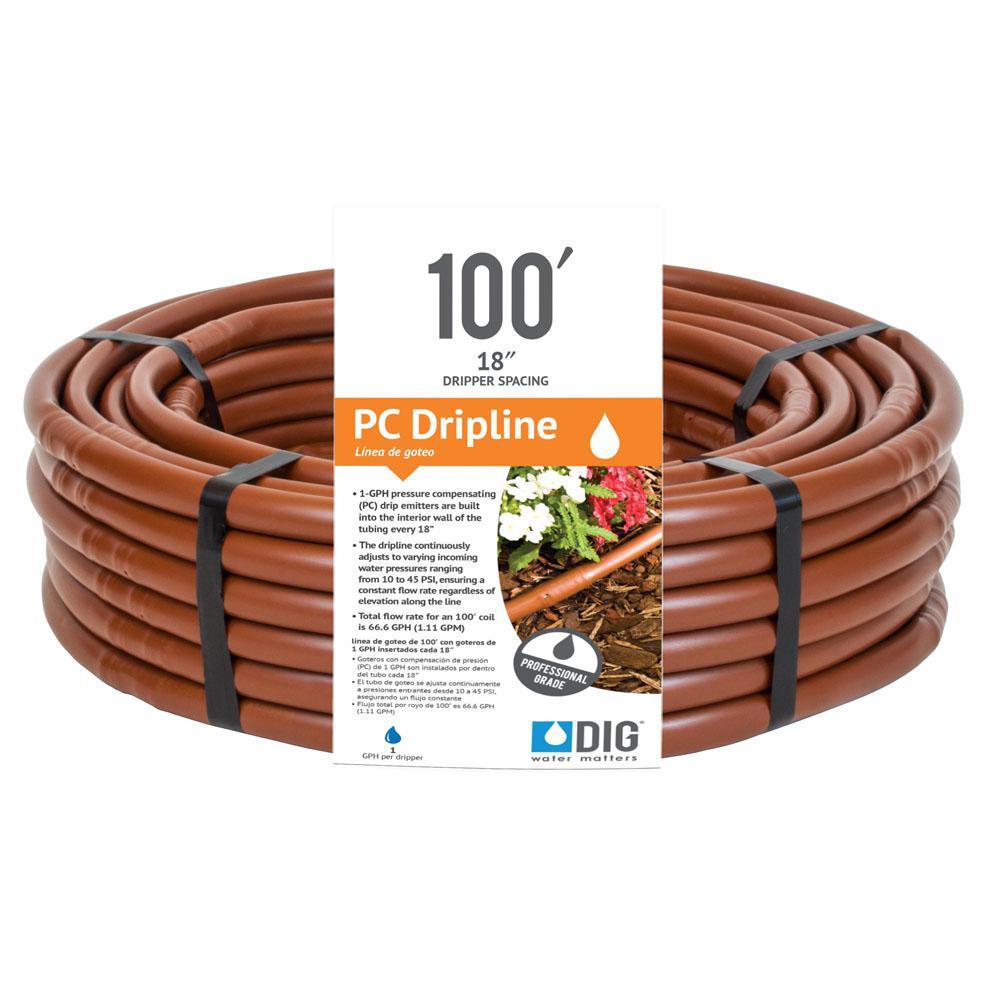 100′
18″
DRIPPER SPACING
PC Dripline
Línea de goteo
• 1-GPH pressure compensating
(PC) drip emitters are built
into the interior wall of the
tubing every 18″
• The dripline continuously
adjusts to varying incoming
water pressures ranging
from 10 to 45 PSI, ensuring a
constant flow rate regardless of
elevation along the line
• Total flow rate for an 100′ coil
is 66.6 GPH (1.11 GPM)
línea de goteo de 100′ con goteros de
1 GPH insertados cada 18″
• Goteros con compensación de presión
(PC) de 1 GPH son instalados por dentro
del tubo cada 18″
• El tubo de goteo se ajusta continuamente
a presiones entrantes desde 10 a 45 PSI,
asegurando un flujo constante
• Flujo total por royo de 100′ es 66.6 GPH
(1.11 GPM)
1
GPH per dripper
PROFESSIONAL
GRADE
DIG
water matters